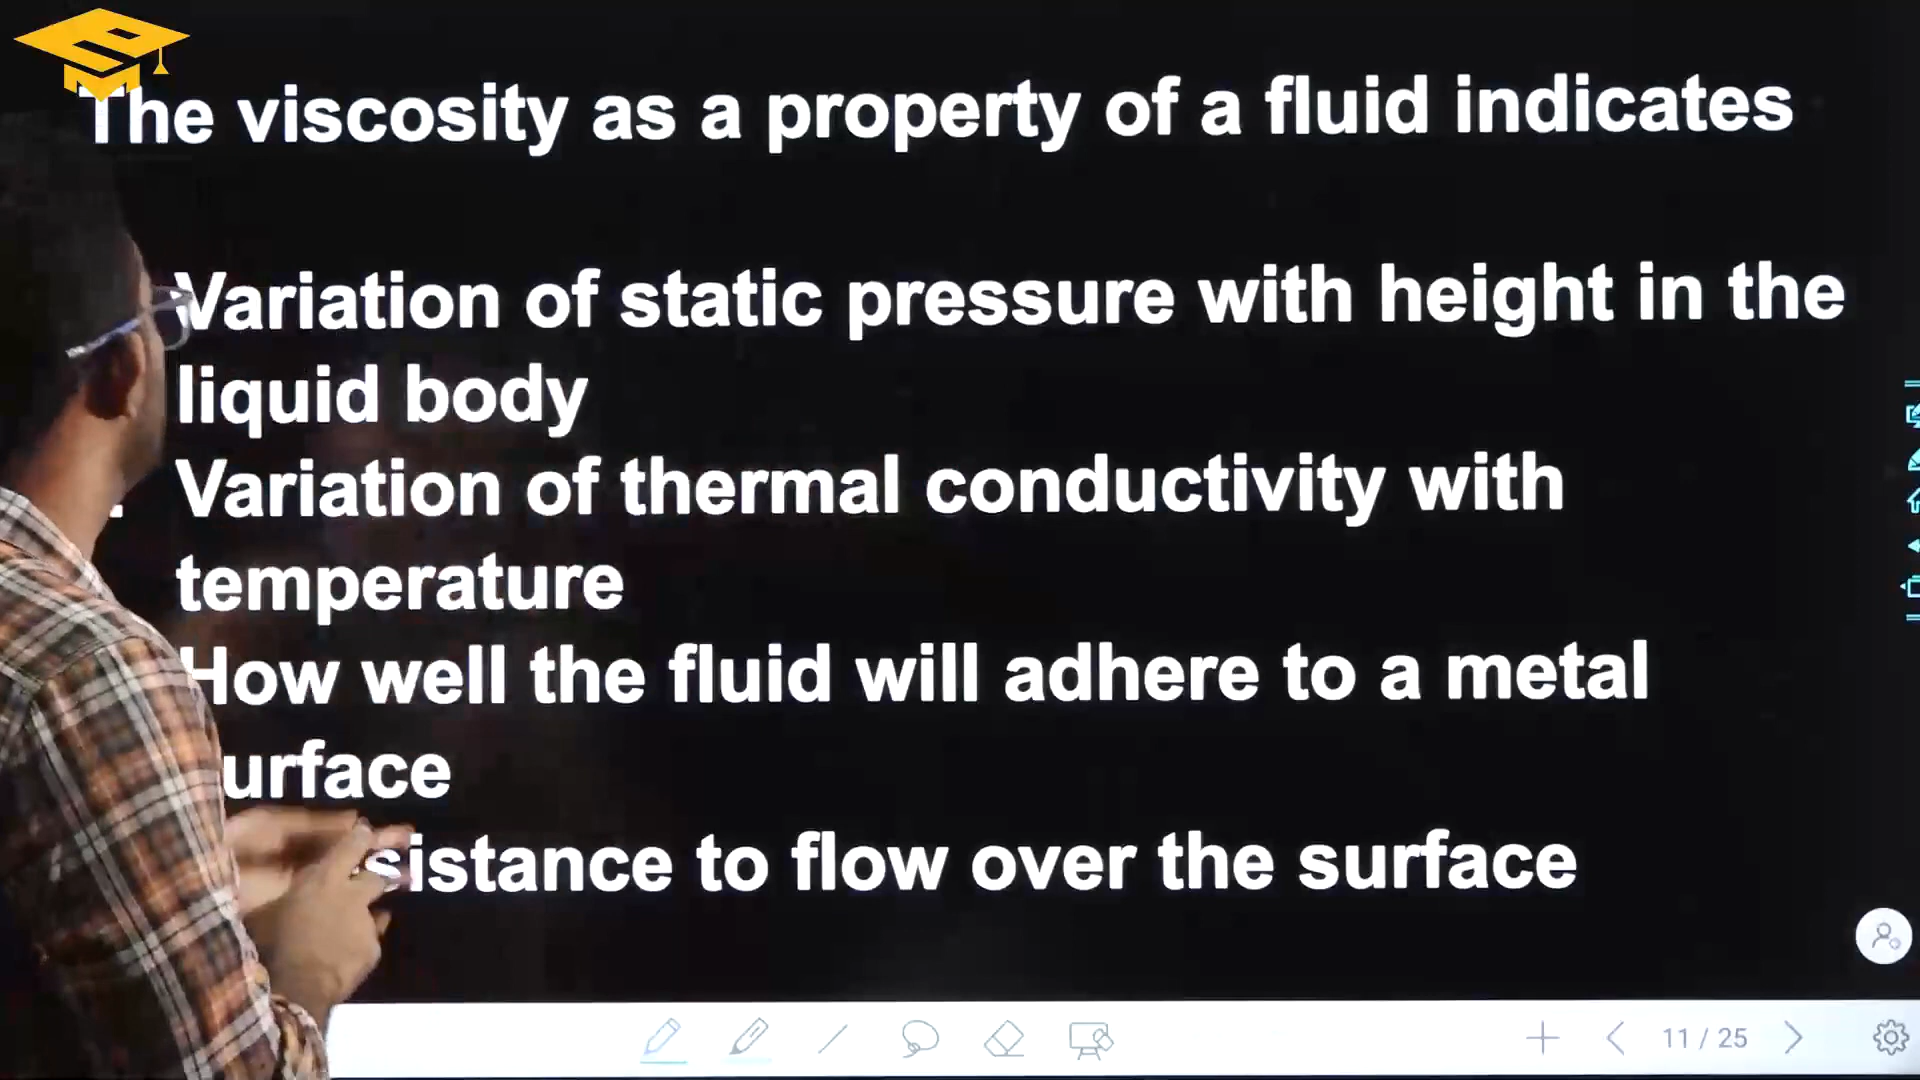 The viscosity as a property of a fluid indicates
Variation of static pressure with height in the
liquid body
. Variation of thermal conductivity with
temperature
How well the fluid will adhere to a metal
urface
sistance to flow over the surface
11 / 25